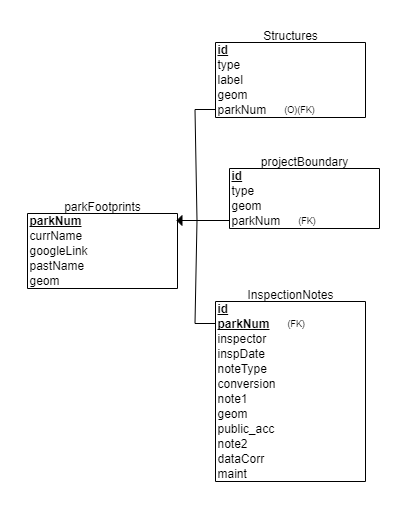 Structures
id
type
label
geom
parkNum (O)(FK)
projectBoundary
id
type
geom
parkNum (FK)
parkFootprints
parkNum
currName
googleLink
pastName
geom
InspectionNotes
id
parkNum (FK)
inspector
inspDate
noteType
conversion
note1
geom
public_acc
note2
dataCorr
maint